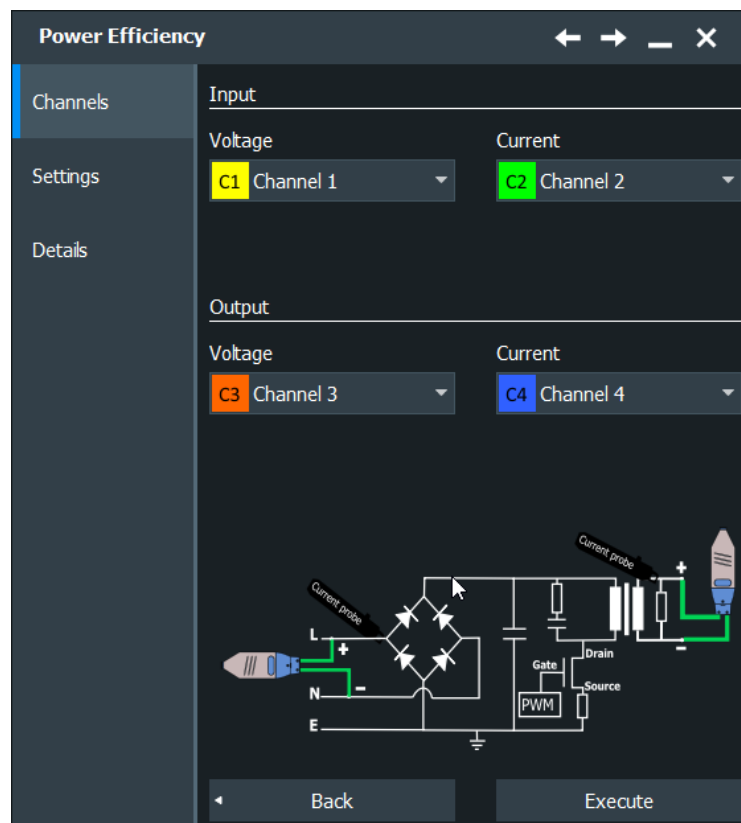 Power Efficiency
Channels
Settings
Details
Input
Voltage Current
C1 Channel 1 C2 Channel 2
Output
Voltage Current
C3 Channel 3 C4 Channel 4
Current probe
+
Current probe
L
+
Drain
-
Gate
N
-
Source
PWM
E
Back Execute